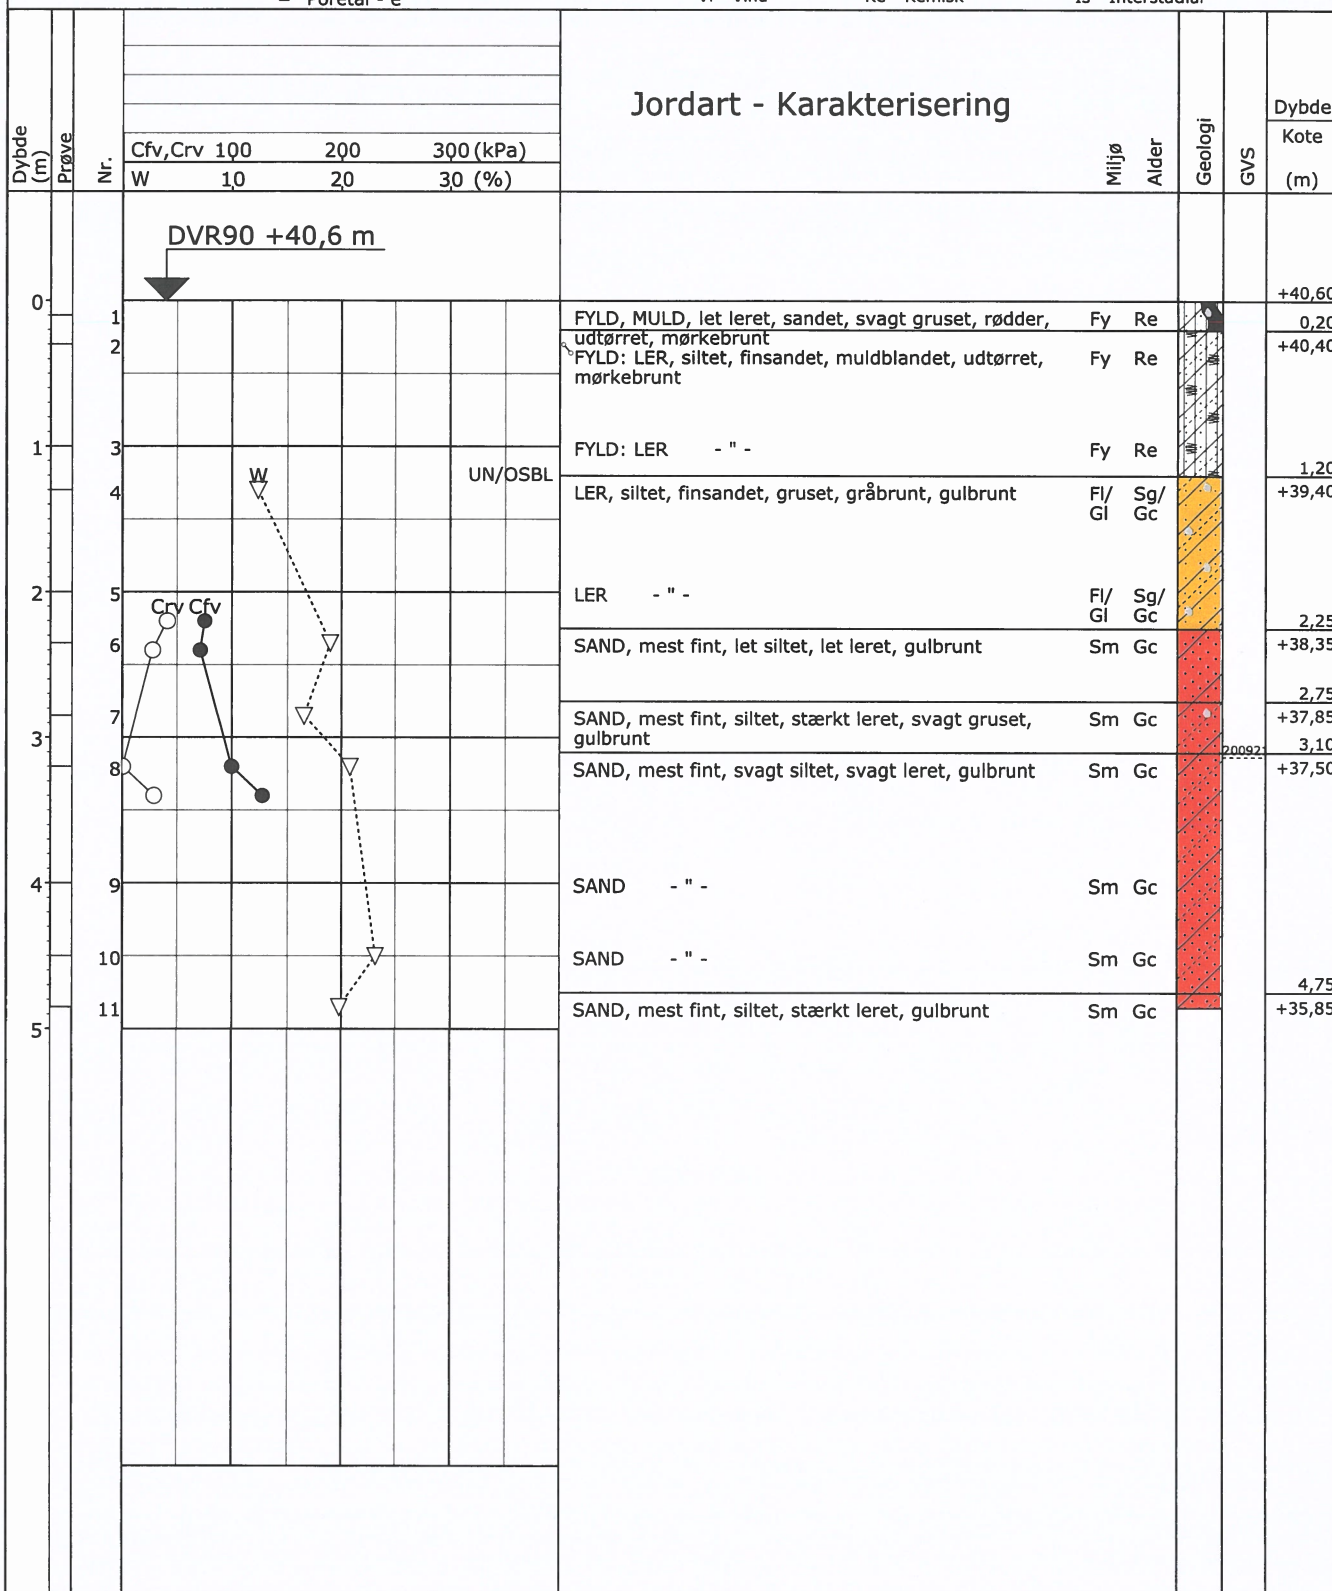 Jordart - Karakterisering
Dybde (m)
Prøve
Nr.
Cfv,Crv 100 200 300 (kPa)
W 10 20 30 (%)
Miljø
Alder
Geologi
GVS
Dybde
Kote
(m)
DVR90 +40,6 m
0
+40,60
1 FYLD, MULD, let leret, sandet, svagt gruset, rødder, Fy Re 0,20
udtørret, mørkebrunt
2 FYLD: LER, siltet, finsandet, muldblandet, udtørret, Fy Re +40,40
mørkebrunt
1 3 FYLD: LER - " - Fy Re
W UN/OSBL 1,20
4 LER, siltet, finsandet, gruset, gråbrunt, gulbrunt Fl/ Sg/ +39,40
Gl Gc
2 5 LER - " - Fl/ Sg/
Crv Cfv Gl Gc 2,25
6 SAND, mest fint, let siltet, let leret, gulbrunt Sm Gc +38,35
2,75
7 SAND, mest fint, siltet, stærkt leret, svagt gruset, Sm Gc +37,85
gulbrunt
3 200921 3,10
8 SAND, mest fint, svagt siltet, svagt leret, gulbrunt Sm Gc +37,50
4 9 SAND - " - Sm Gc
10 SAND - " - Sm Gc
4,75
11 SAND, mest fint, siltet, stærkt leret, gulbrunt Sm Gc +35,85
5